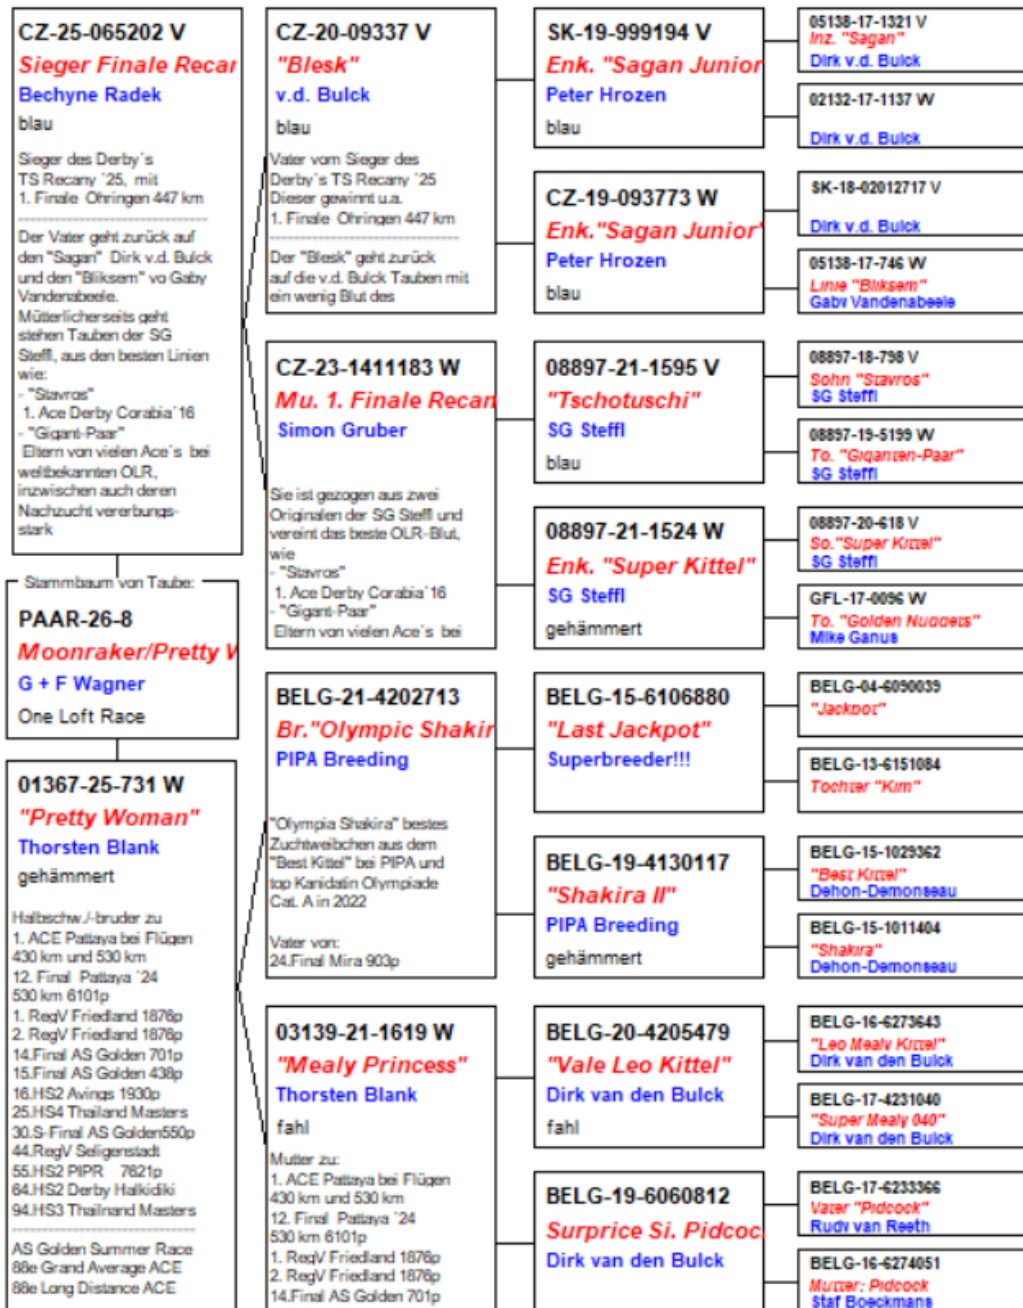 CZ-25-065202 V
Sieger Finale Recar
Bechyne Radek
blau
Sieger des Derby´s
TS Recany ´25, mit
1. Finale Ohringen 447 km
Der Vater geht zurück auf
den "Sagan" Dirk v.d. Bulck
und den "Bliksem" vo Gaby
Vandenabeele.
Mütterlicherseits geht
stehen Tauben der SG
Steffl, aus den besten Linien
wie:
- "Stavros"
1. Ace Derby Corabia´16
- "Gigant-Paar"
Eltern von vielen Ace´s bei
weltbekannten OLR,
inzwischen auch deren
Nachzucht vererbungs-
stark
Stammbaum von Taube:
PAAR-26-8
Moonraker/Pretty W
G + F Wagner
One Loft Race
01367-25-731 W
"Pretty Woman"
Thorsten Blank
gehämmert
Halbschw./-bruder zu
1. ACE Pattaya bei Flügen
430 km und 530 km
12. Final Pattaya ´24
530 km 6101p
1. RegV Friedland 1876p
2. RegV Friedland 1876p
14.Final AS Golden 701p
15.Final AS Golden 438p
16.HS2 Avings 1930p
25.HS4 Thailand Masters
30.S-Final AS Golden550p
44.RegV Seligenstadt
55.HS2 PIPR 7621p
64.HS2 Derby Halkidiki
94.HS3 Thailnand Masters
AS Golden Summer Race
88e Grand Average ACE
88e Long Distance ACE
CZ-20-09337 V
"Blesk"
v.d. Bulck
blau
Vater vom Sieger des
Derby´s TS Recany ´25
Dieser gewinnt u.a.
1. Finale Ohringen 447 km
Der "Blesk" geht zurück
auf die v.d. Bulck Tauben mit
ein wenig Blut des
CZ-23-1411183 W
Mu. 1. Finale Recan
Simon Gruber
Sie ist gezogen aus zwei
Originalen der SG Steffl und
vereint das beste OLR-Blut,
wie
- "Stavros"
1. Ace Derby Corabia´16
- "Gigant-Paar"
Eltern von vielen Ace´s bei
BELG-21-4202713
Br."Olympic Shakir
PIPA Breeding
"Olympia Shakira" bestes
Zuchtweibchen aus dem
"Best Kittel" bei PIPA und
top Kanidatin Olympiade
Cat. A in 2022
Vater von:
24.Final Mira 903p
03139-21-1619 W
"Mealy Princess"
Thorsten Blank
fahl
Mutter zu:
1. ACE Pattaya bei Flügen
430 km und 530 km
12. Final Pattaya ´24
530 km 6101p
1. RegV Friedland 1876p
2. RegV Friedland 1876p
14.Final AS Golden 701p
SK-19-999194 V
Enk. "Sagan Junior
Peter Hrozen
blau
CZ-19-093773 W
Enk."Sagan Junior"
Peter Hrozen
blau
08897-21-1595 V
"Tschotuschi"
SG Steffl
blau
08897-21-1524 W
Enk. "Super Kittel"
SG Steffl
gehämmert
BELG-15-6106880
"Last Jackpot"
Superbreeder!!!
BELG-19-4130117
"Shakira II"
PIPA Breeding
gehämmert
BELG-20-4205479
"Vale Leo Kittel"
Dirk van den Bulck
fahl
BELG-19-6060812
Surprice Si. Pidcoc
Dirk van den Bulck
05138-17-1321 V
Inz. "Sagan"
Dirk v.d. Bulck
02132-17-1137 W
Dirk v.d. Bulck
SK-18-02012717 V
Dirk v.d. Bulck
05138-17-746 W
Linie "Bliksem"
Gaby Vandenabeele
08897-18-798 V
Sohn "Stavros"
SG Steffl
08897-19-5199 W
To. "Giganten-Paar"
SG Steffl
08897-20-618 V
So."Super Kittel"
SG Steffl
GFL-17-0096 W
To. "Golden Nuggets"
Mike Ganus
BELG-04-6090039
"Jackpot"
BELG-13-6151084
Tochter "Kim"
BELG-15-1029362
"Best Kittel"
Dehon-Demonseau
BELG-15-1011404
"Shakira"
Dehon-Demonseau
BELG-16-6273643
"Leo Mealy Kittel"
Dirk van den Bulck
BELG-17-4231040
"Super Mealy 040"
Dirk van den Bulck
BELG-17-6233366
Vater "Pidcock"
Rudy van Reeth
BELG-16-6274051
Mutter: Pidcock
Staf Boeckmans